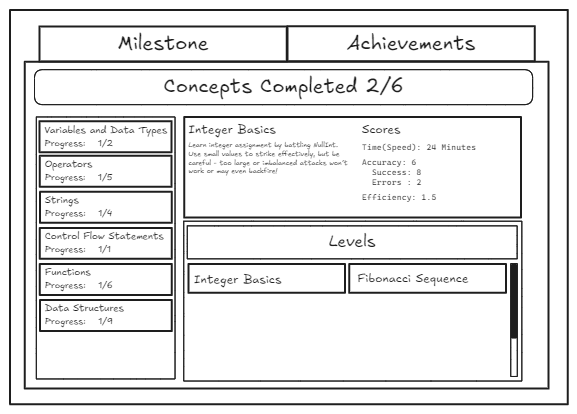 Milestone
Achievements
Concepts Completed 2/6
Variables and Data Types
Progress: 1/2
Operators
Progress: 1/5
Strings
Progress: 1/4
Control Flow Statements
Progress: 1/1
Functions
Progress: 1/6
Data Structures
Progress: 1/9
Integer Basics
Learn integer assignment by battling NullInt.
Use small values to strike effectively, but be
careful - too large or imbalanced attacks won't
work or may even backfire!
Scores
Time(Speed): 24 Minutes
Accuracy: 6
Success: 8
Errors : 2
Efficiency: 1.5
Levels
Integer Basics
Fibonacci Sequence